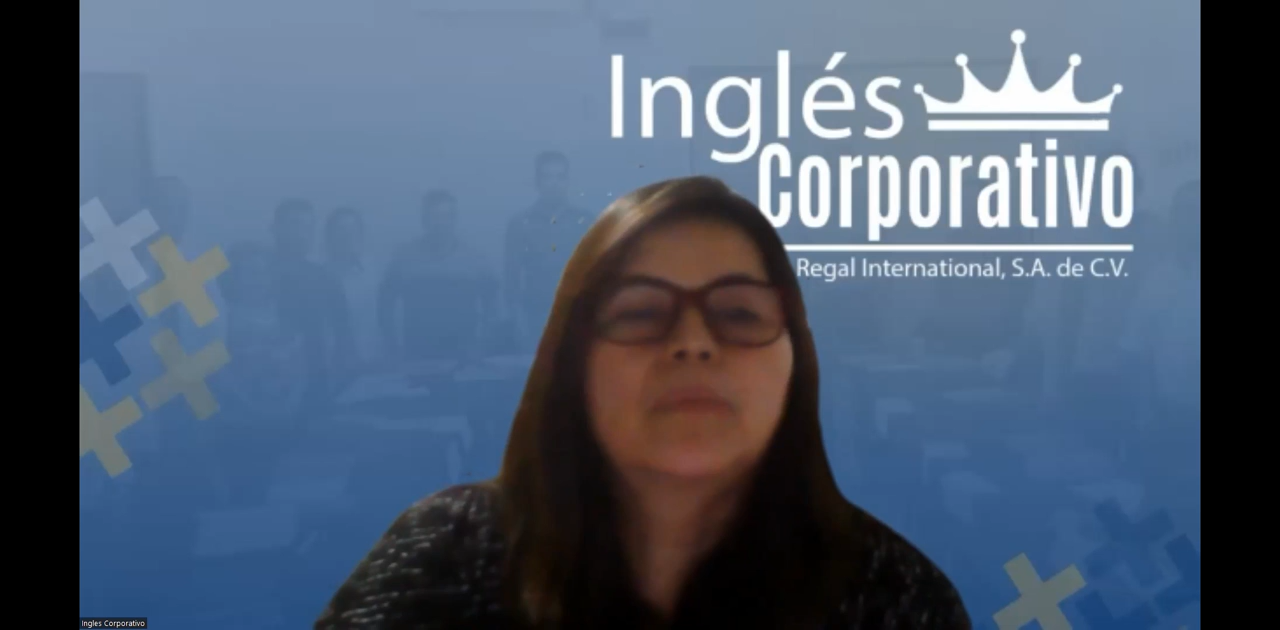 Inglés
Corporativo
Regal International, S.A. de C.V.
Ingles Corporativo